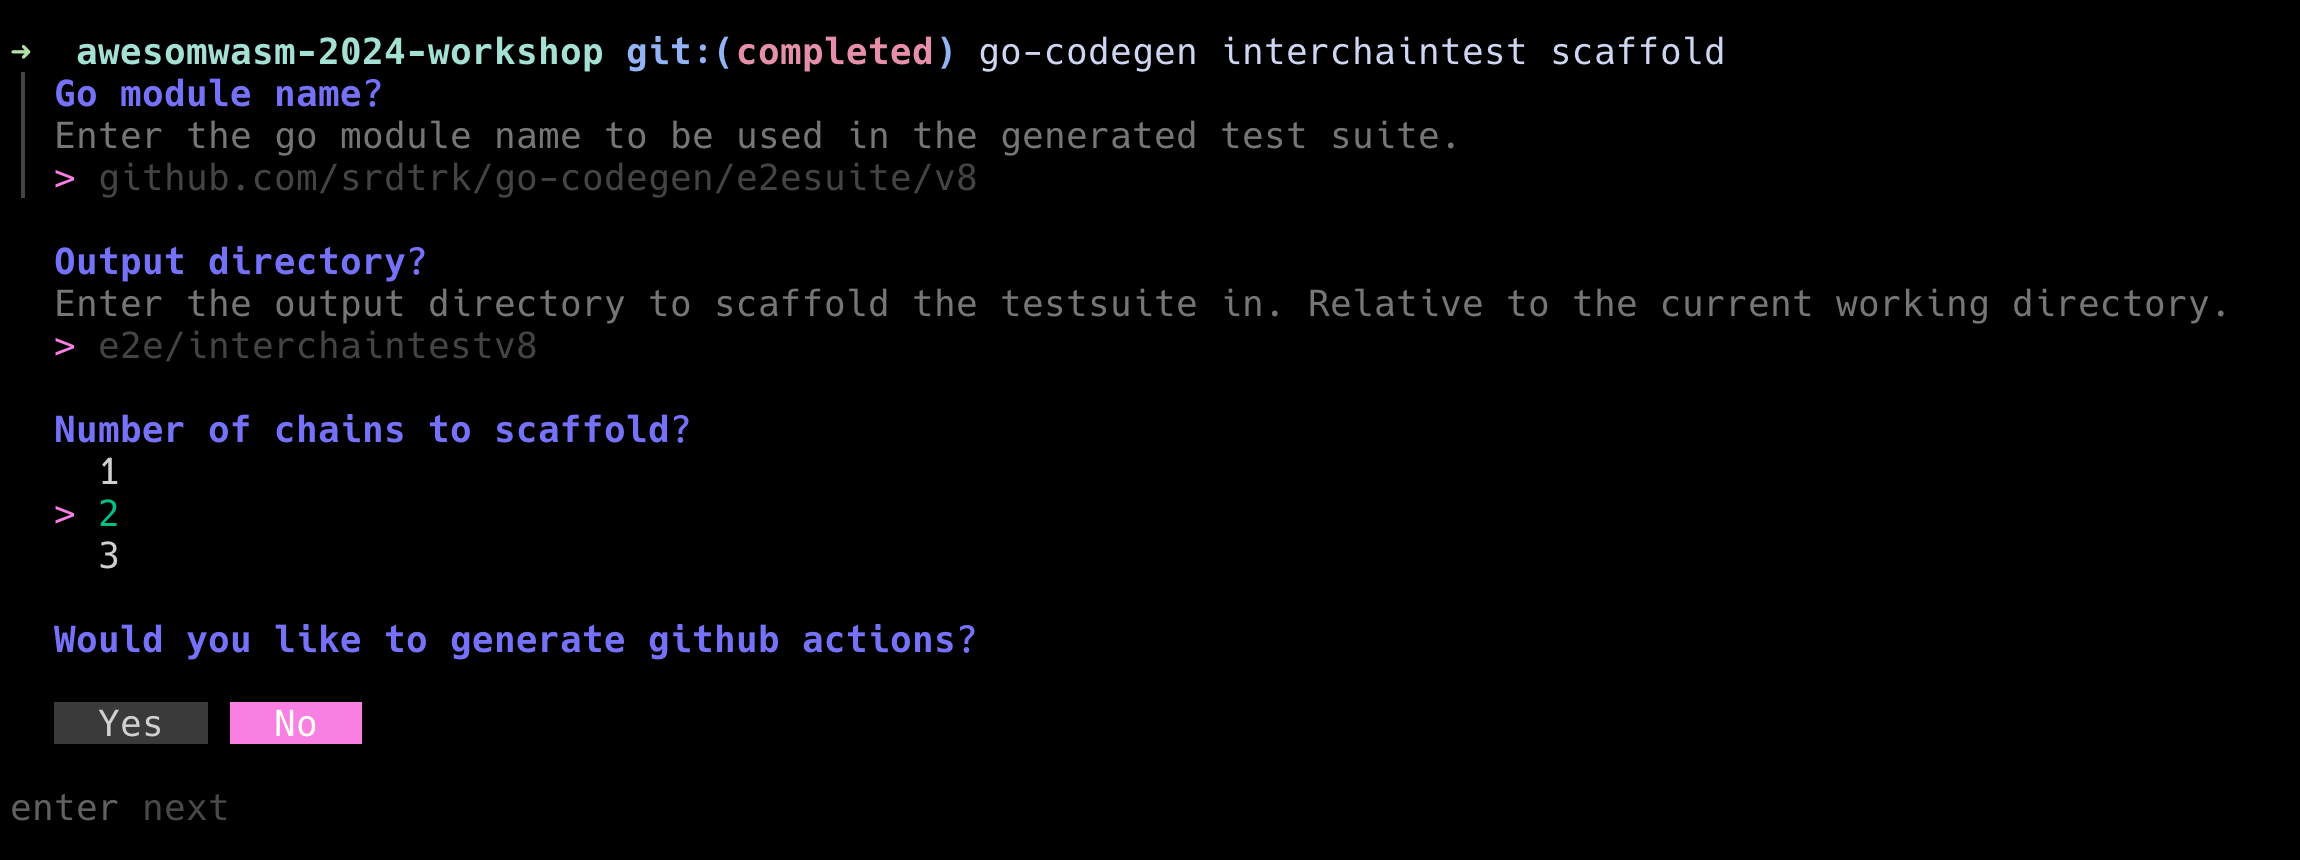 ➜  awesomwasm-2024-workshop git:(completed) go-codegen interchaintest scaffold
Go module name?
Enter the go module name to be used in the generated test suite.
> github.com/srdtrk/go-codegen/e2esuite/v8
Output directory?
Enter the output directory to scaffold the testsuite in. Relative to the current working directory.
> e2e/interchaintestv8
Number of chains to scaffold?
1
> 2
3
Would you like to generate github actions?
Yes No
enter next